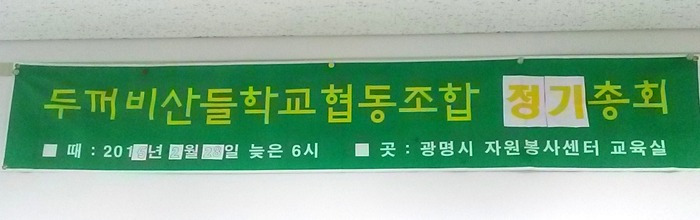 두꺼비산들학교협동조합 정기총회
■ 때 : 년 월 일 늦은 6시 ■ 곳 : 광명시 자원봉사센터 교육실